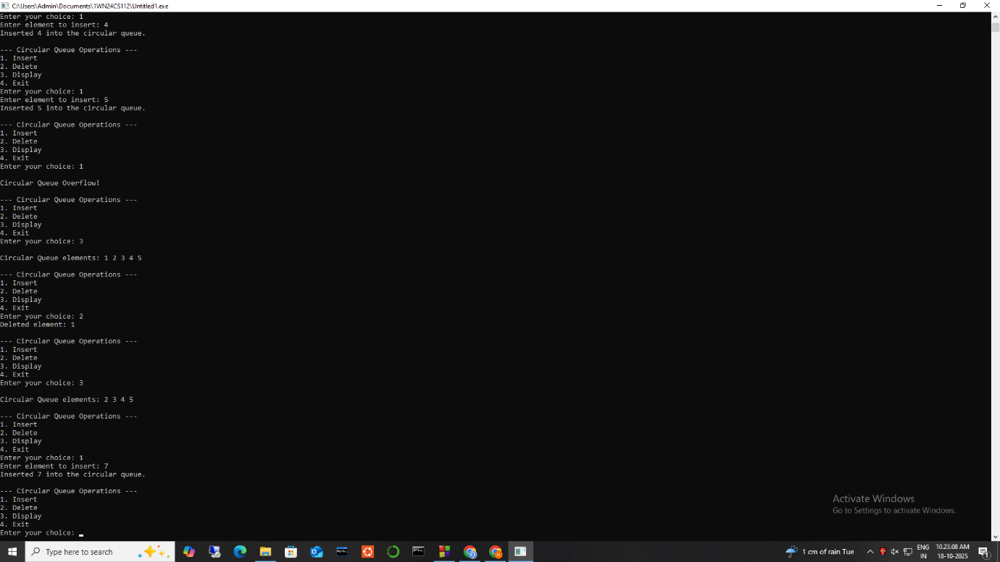 C:\Users\Admin\Documents\1WN24CS112\Untitled1.exe
Enter your choice: 1
Enter element to insert: 4
Inserted 4 into the circular queue.
--- Circular Queue Operations ---
1. Insert
2. Delete
3. Display
4. Exit
Enter your choice: 1
Enter element to insert: 5
Inserted 5 into the circular queue.
--- Circular Queue Operations ---
1. Insert
2. Delete
3. Display
4. Exit
Enter your choice: 1
Circular Queue Overflow!
--- Circular Queue Operations ---
1. Insert
2. Delete
3. Display
4. Exit
Enter your choice: 3
Circular Queue elements: 1 2 3 4 5
--- Circular Queue Operations ---
1. Insert
2. Delete
3. Display
4. Exit
Enter your choice: 2
Deleted element: 1
--- Circular Queue Operations ---
1. Insert
2. Delete
3. Display
4. Exit
Enter your choice: 3
Circular Queue elements: 2 3 4 5
--- Circular Queue Operations ---
1. Insert
2. Delete
3. Display
4. Exit
Enter your choice: 1
Enter element to insert: 7
Inserted 7 into the circular queue.
--- Circular Queue Operations ---
1. Insert
2. Delete
3. Display
4. Exit
Enter your choice:
Activate Windows
Go to Settings to activate Windows.
Type here to search
1 cm of rain Tue
ENG
IN
10.23.08 AM
18-10-2025
1